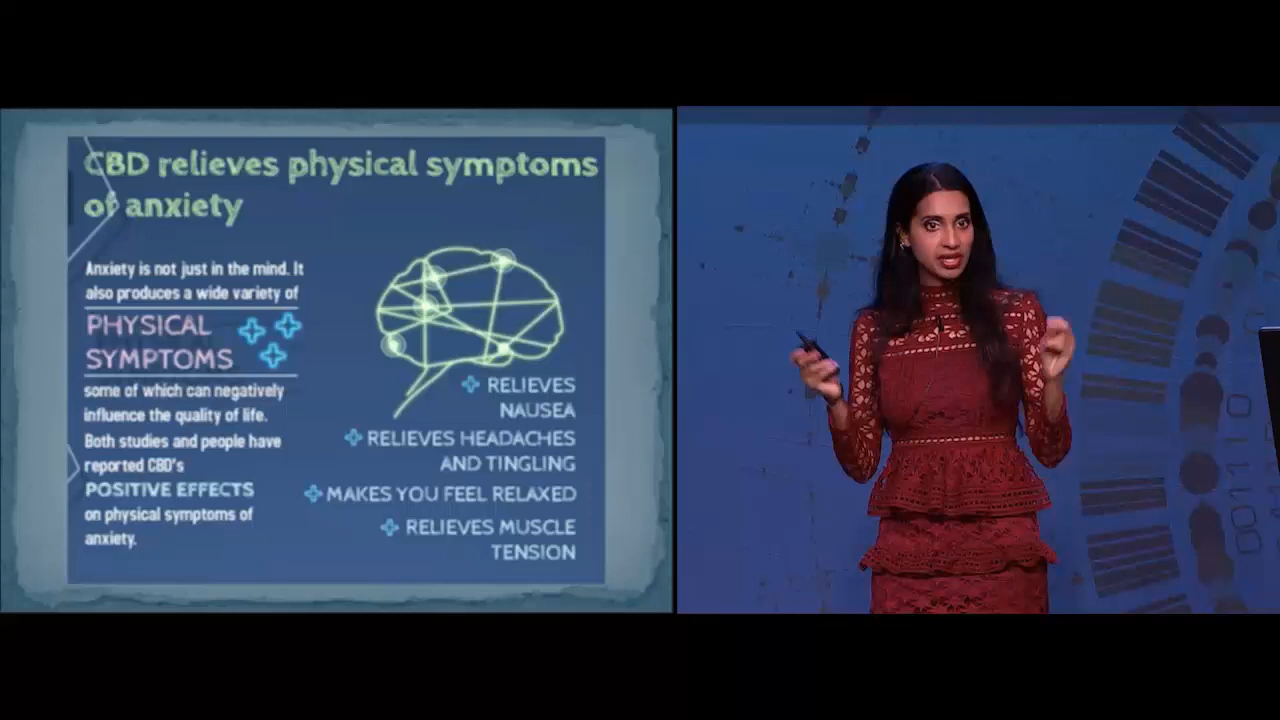 CBD relieves physical symptoms
of anxiety
Anxiety is not just in the mind. It
also produces a wide variety of
PHYSICAL
SYMPTOMS
some of which can negatively
influence the quality of life.
Both studies and people have
reported CBD's
POSITIVE EFFECTS
on physical symptoms of
anxiety.
RELIEVES
NAUSEA
RELIEVES HEADACHES
AND TINGLING
MAKES YOU FEEL RELAXED
RELIEVES MUSCLE
TENSION